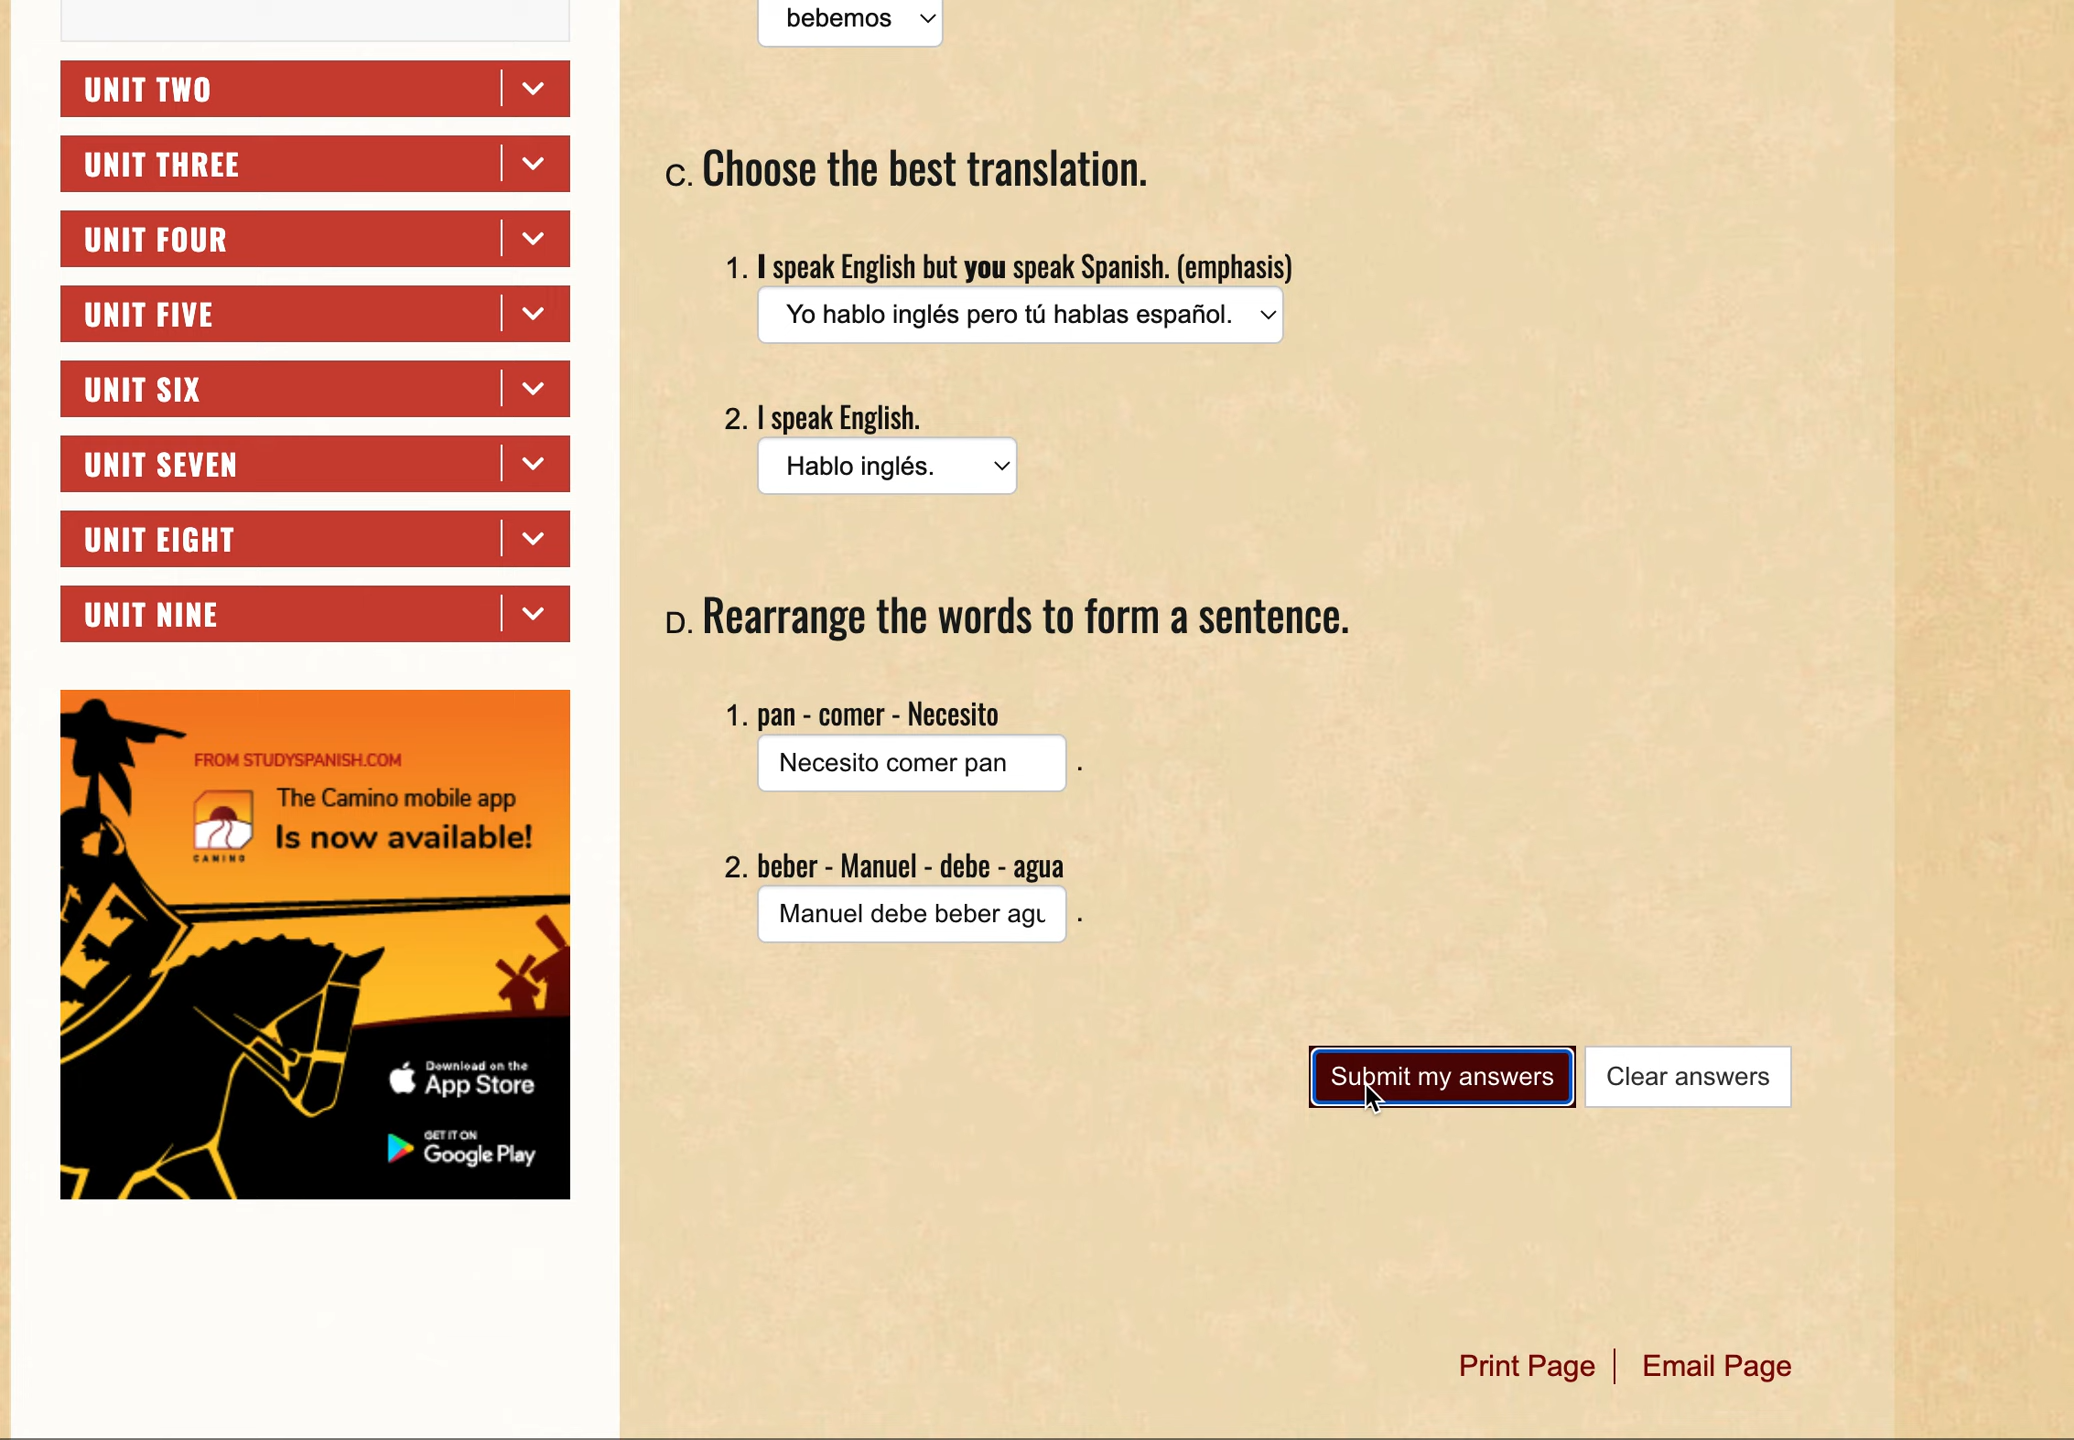 bebemos
UNIT TWO
UNIT THREE
UNIT FOUR
UNIT FIVE
UNIT SIX
UNIT SEVEN
UNIT EIGHT
UNIT NINE
FROM STUDYSPANISH.COM
The Camino mobile app
Is now available!
CAMINO
Download on the
App Store
GET IT ON
Google Play
C. Choose the best translation.
1. I speak English but you speak Spanish. (emphasis)
Yo hablo inglés pero tú hablas español.
2. I speak English.
Hablo inglés.
D. Rearrange the words to form a sentence.
1. pan - comer - Necesito
Necesito comer pan .
2. beber - Manuel - debe - agua
Manuel debe beber agu .
Submit my answers
Clear answers
Print Page | Email Page